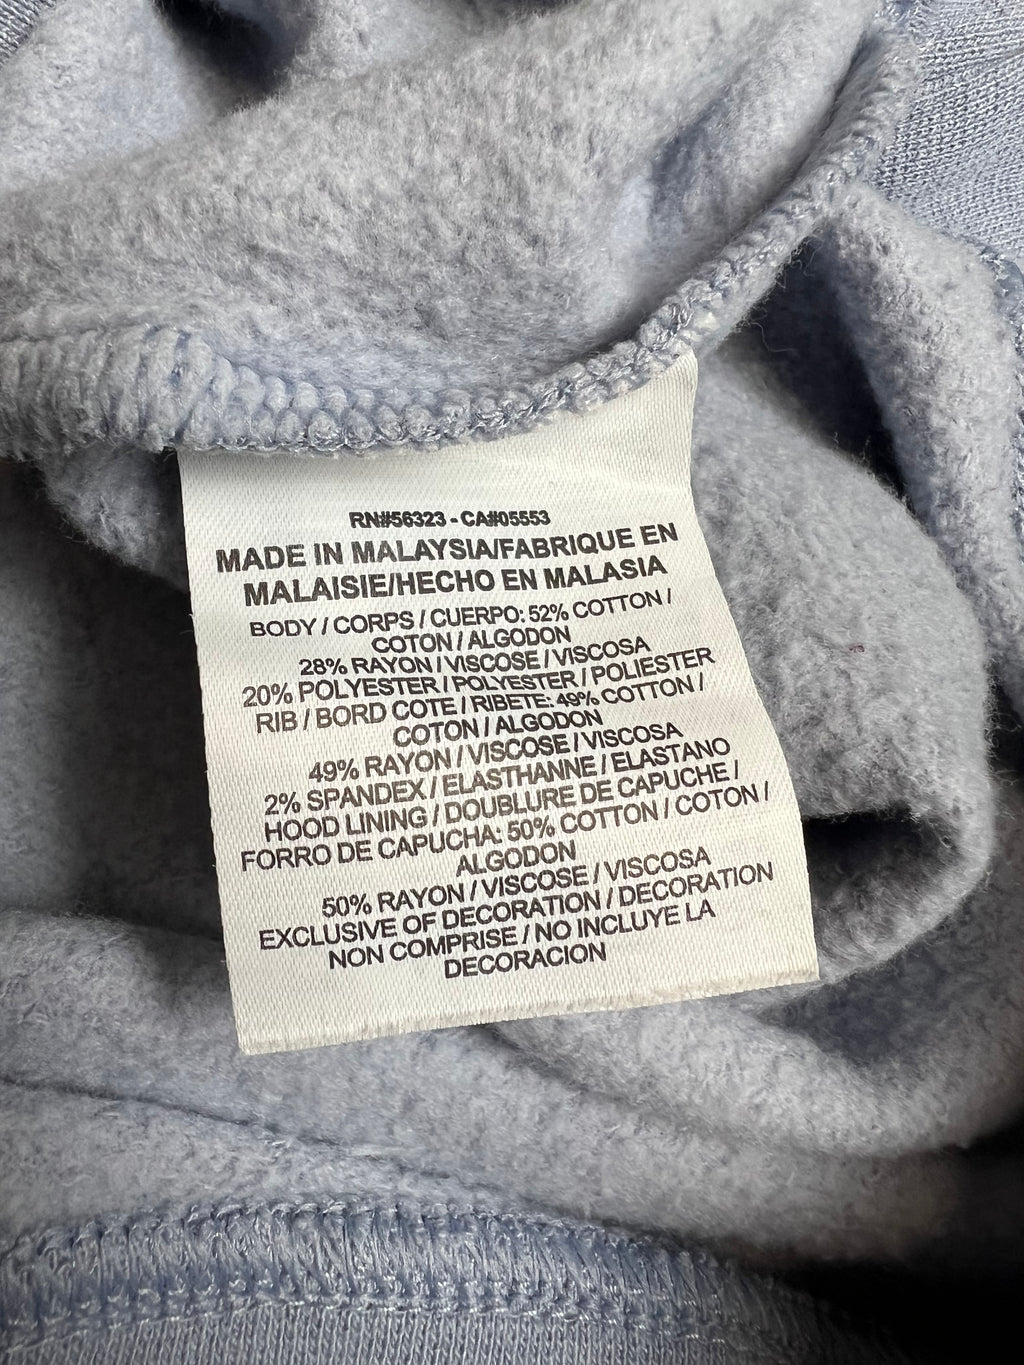 RN#56323 - CA#05553
MADE IN MALAYSIA/FABRIQUE EN
MALAISIE/HECHO EN MALASIA
BODY / CORPS / CUERPO: 52% COTTON /
COTON / ALGODON
28% RAYON / VISCOSE / VISCOSA
20% POLYESTER / POLYESTER / POLIESTER
RIB / BORD COTE / RIBETE: 49% COTTON /
COTON / ALGODON
49% RAYON / VISCOSE / VISCOSA
2% SPANDEX / ELASTHANNE / ELASTANO
HOOD LINING / DOUBLURE DE CAPUCHE /
FORRO DE CAPUCHA: 50% COTTON / COTON /
ALGODON
50% RAYON / VISCOSE / VISCOSA
EXCLUSIVE OF DECORATION / DECORATION
NON COMPRISE / NO INCLUYE LA
DECORACION